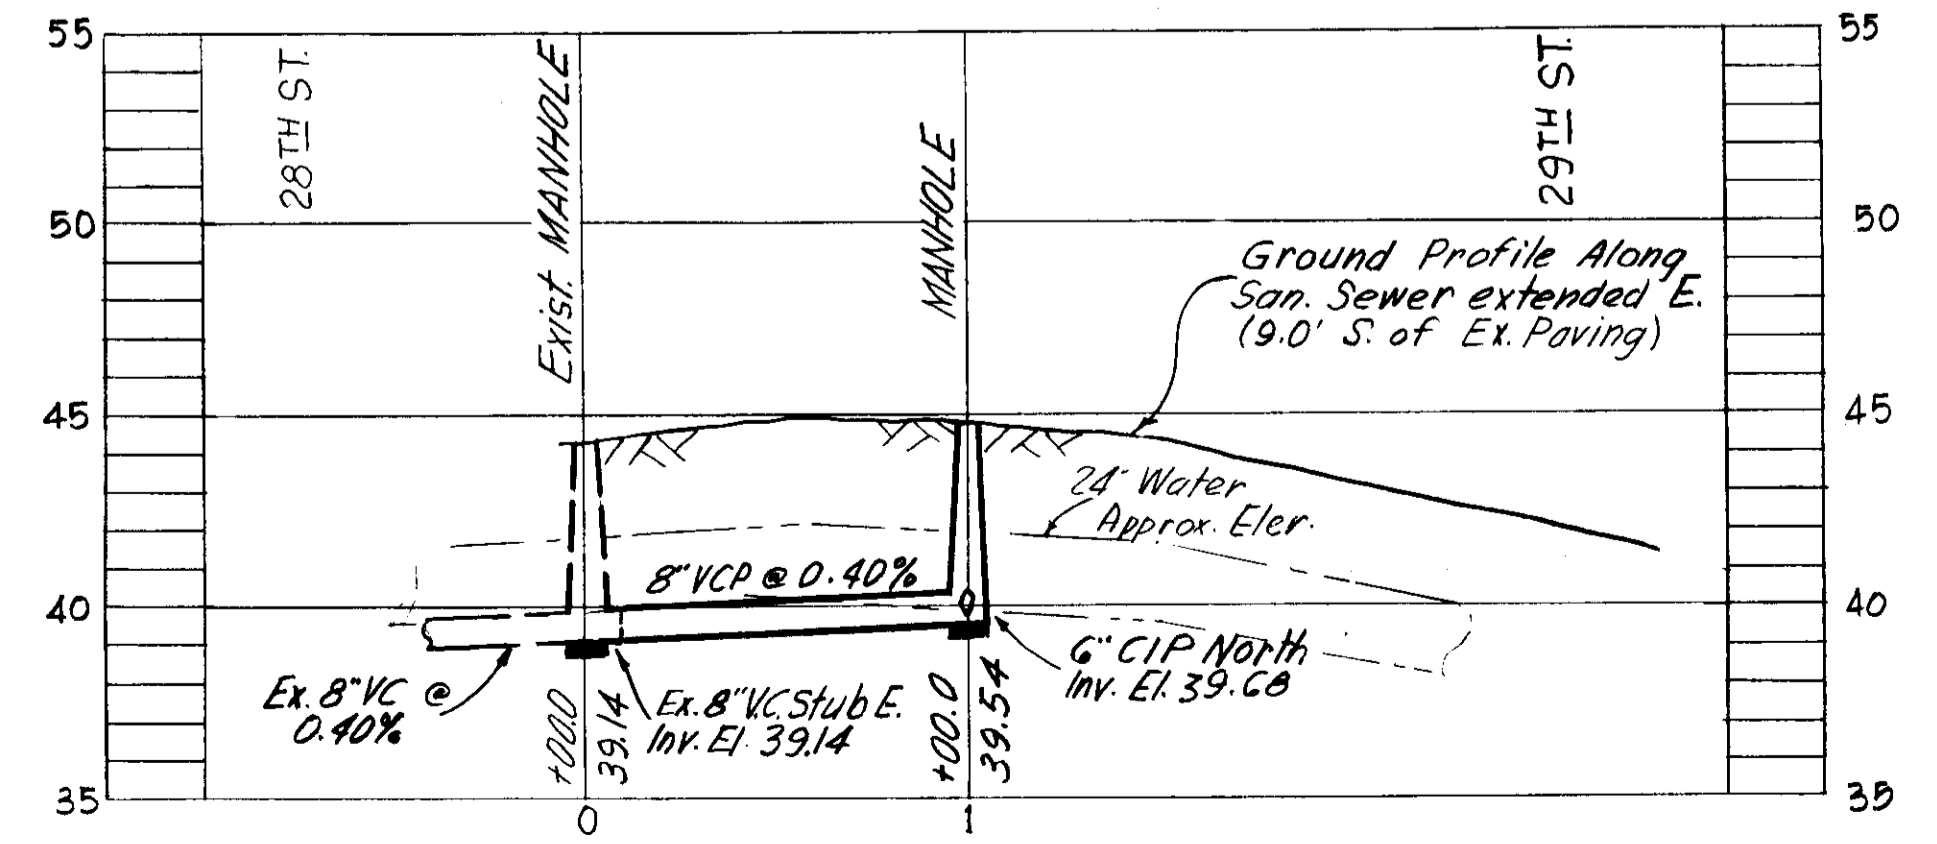 55
55
28TH ST.
Exist. MANHOLE
MANHOLE
29TH ST.
50
50
Ground Profile Along
San. Sewer extended E.
(9.0' S. of Ex. Paving)
45
45
24" Water
Approx. Elev.
8" VCP @ 0.40%
40
40
6" CIP North
Inv. El. 39.68
Ex. 8" VC @
0.40%
+00.0
39.14
Ex. 8" V.C. Stub E.
Inv. El. 39.14
+00.0
39.54
35
35
0
1